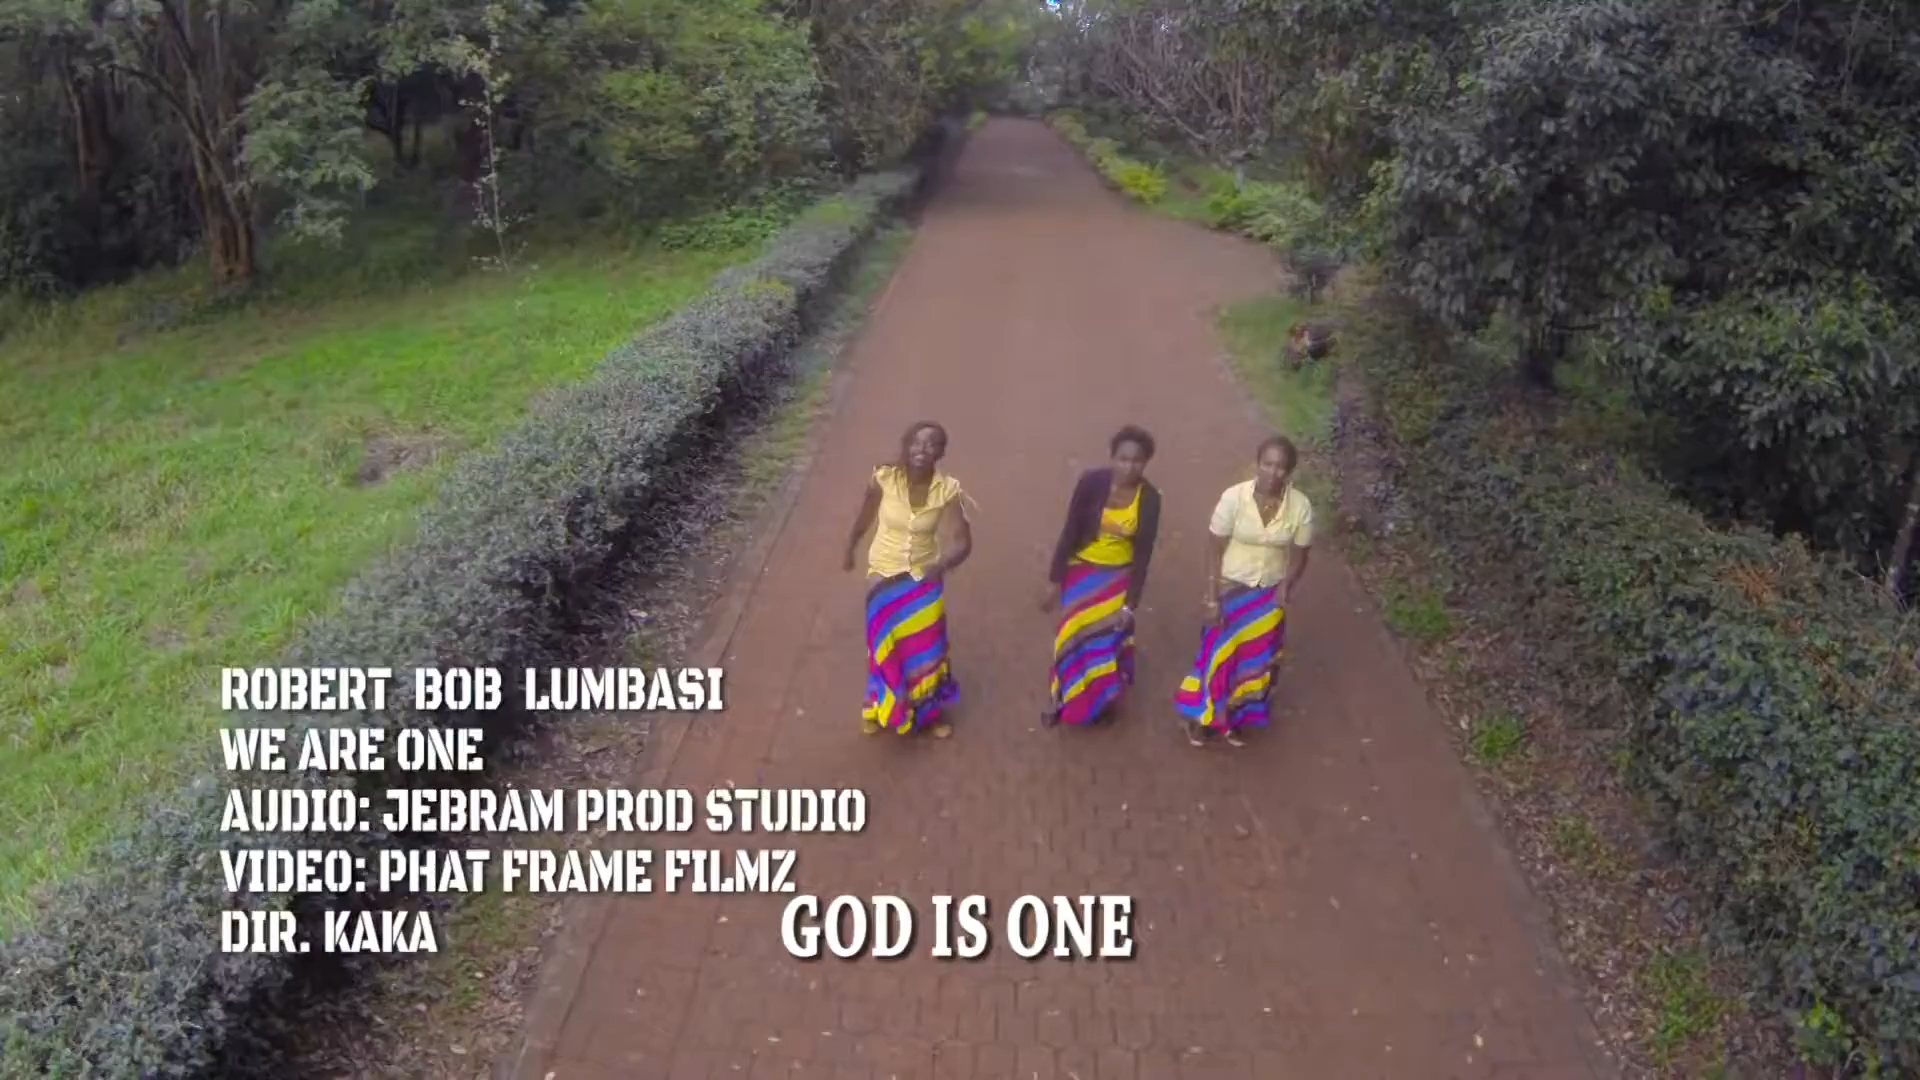 ROBERT BOB LUMBASI
WE ARE ONE
AUDIO: JEBRAM PROD STUDIO
VIDEO: PHAT FRAME FILMZ
DIR. KAKA
GOD IS ONE